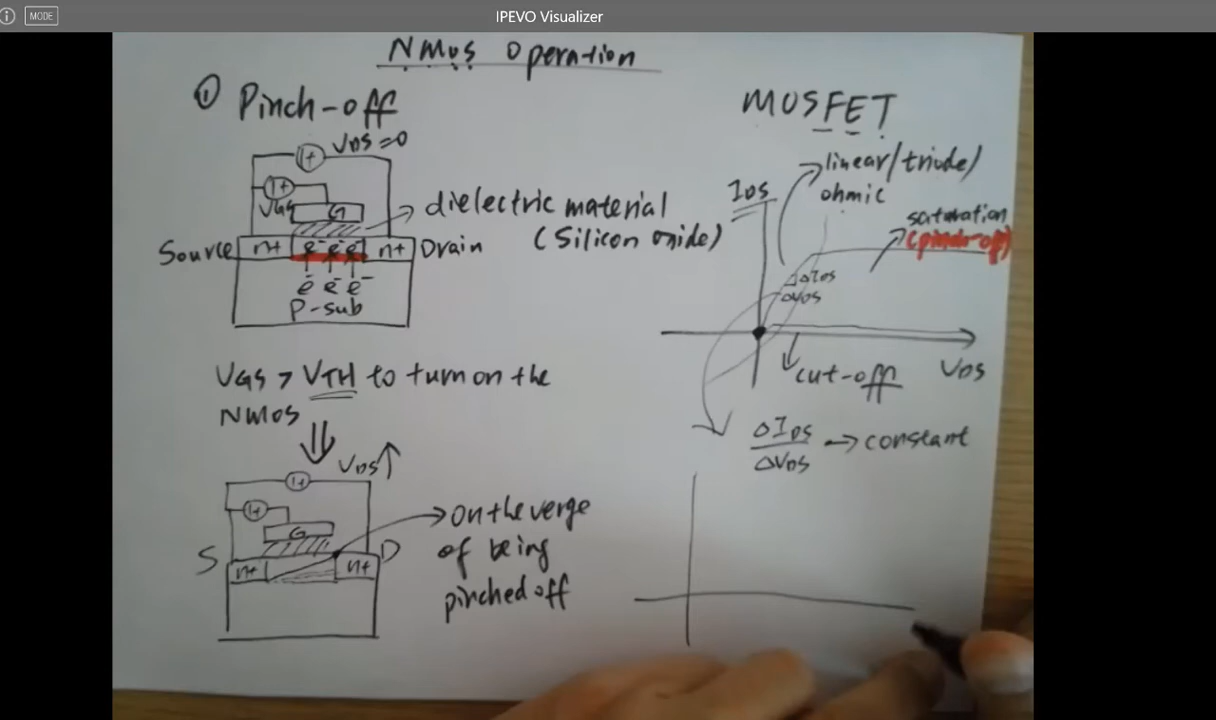 MODE
IPEVO Visualizer
NMOS Operation
① Pinch-off
VDS=0
VGS
G
dielectric material
(Silicon oxide)
Source
n+
e- e- e-
n+
Drain
e- e- e-
P-sub
VGS > VTH to turn on the
NMOS
VDS
G
S
n+
n+
D
on the verge
of being
pinched off
MOSFET
linear/triode/
ohmic
IDS
saturation
ΔIDS
ΔVDS
VDS
cut-off
ΔIDS
ΔVDS
→ constant